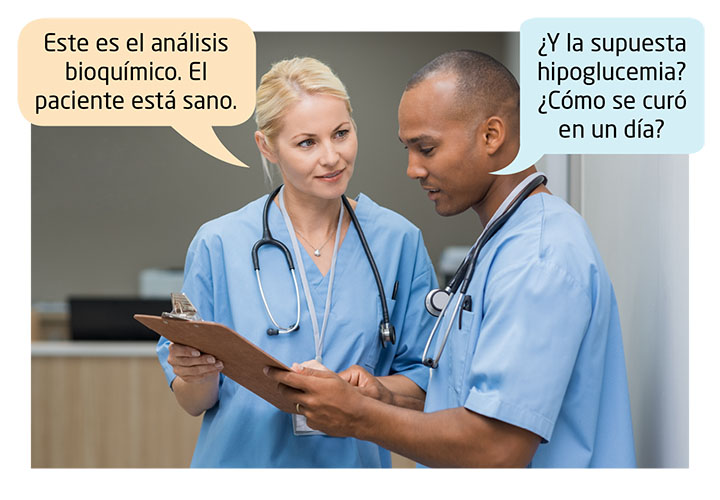 Este es el análisis
bioquímico. El
paciente está sano.
¿Y la supuesta
hipoglucemia?
¿Cómo se curó
en un día?